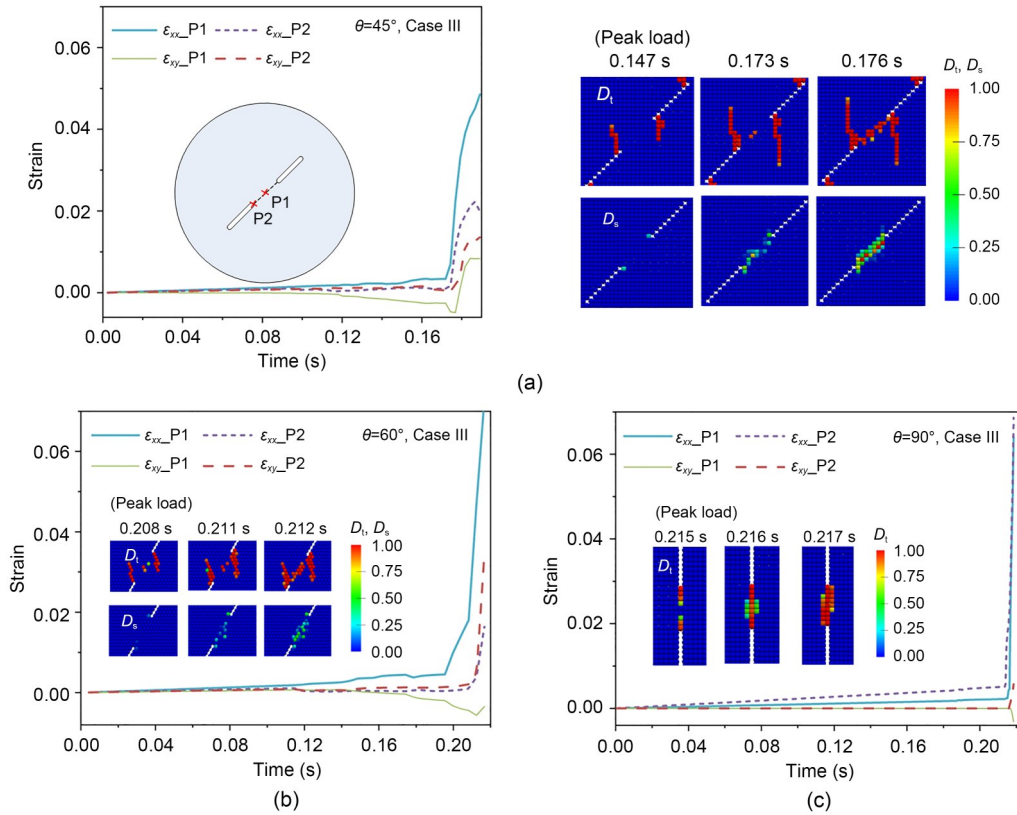 εxx_P1 εxx_P2 θ=45°, Case III
εxy_P1 εxy_P2
0.06
0.04
0.02
0.00
Strain
P1
P2
0.00 0.04 0.08 0.12 0.16
Time (s)
(Peak load)
0.147 s 0.173 s 0.176 s Dt, Ds
Dt
Ds
1.00
0.75
0.50
0.25
0.00
(a)
εxx_P1 εxx_P2 θ=60°, Case III
εxy_P1 εxy_P2
0.06
0.04
0.02
0.00
Strain
(Peak load)
0.208 s 0.211 s 0.212 s Dt, Ds
Dt
Ds
1.00
0.75
0.50
0.25
0.00
0.00 0.04 0.08 0.12 0.16 0.20
Time (s)
(b)
εxx_P1 εxx_P2 θ=90°, Case III
εxy_P1 εxy_P2
0.06
0.04
0.02
0.00
Strain
(Peak load)
0.215 s 0.216 s 0.217 s Dt
Dt
1.00
0.75
0.50
0.25
0.00
0.00 0.04 0.08 0.12 0.16 0.20
Time (s)
(c)